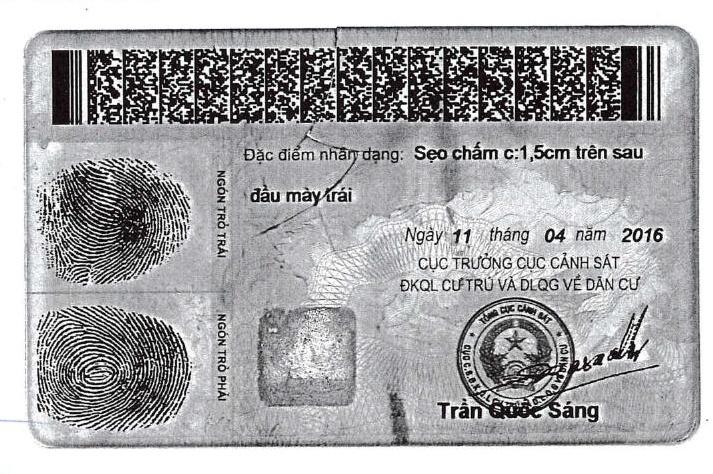 Đặc điểm nhân dạng: Sẹo chấm c:1,5cm trên sau
đầu mày trái
NGÓN TRỎ TRÁI
Ngày 11 tháng 04 năm 2016
CỤC TRƯỞNG CỤC CẢNH SÁT
ĐKQL CƯ TRÚ VÀ DLQG VỀ DÂN CƯ
NGÓN TRỎ PHẢI
TỔNG CỤC CẢNH SÁT
Trần Quốc Sáng